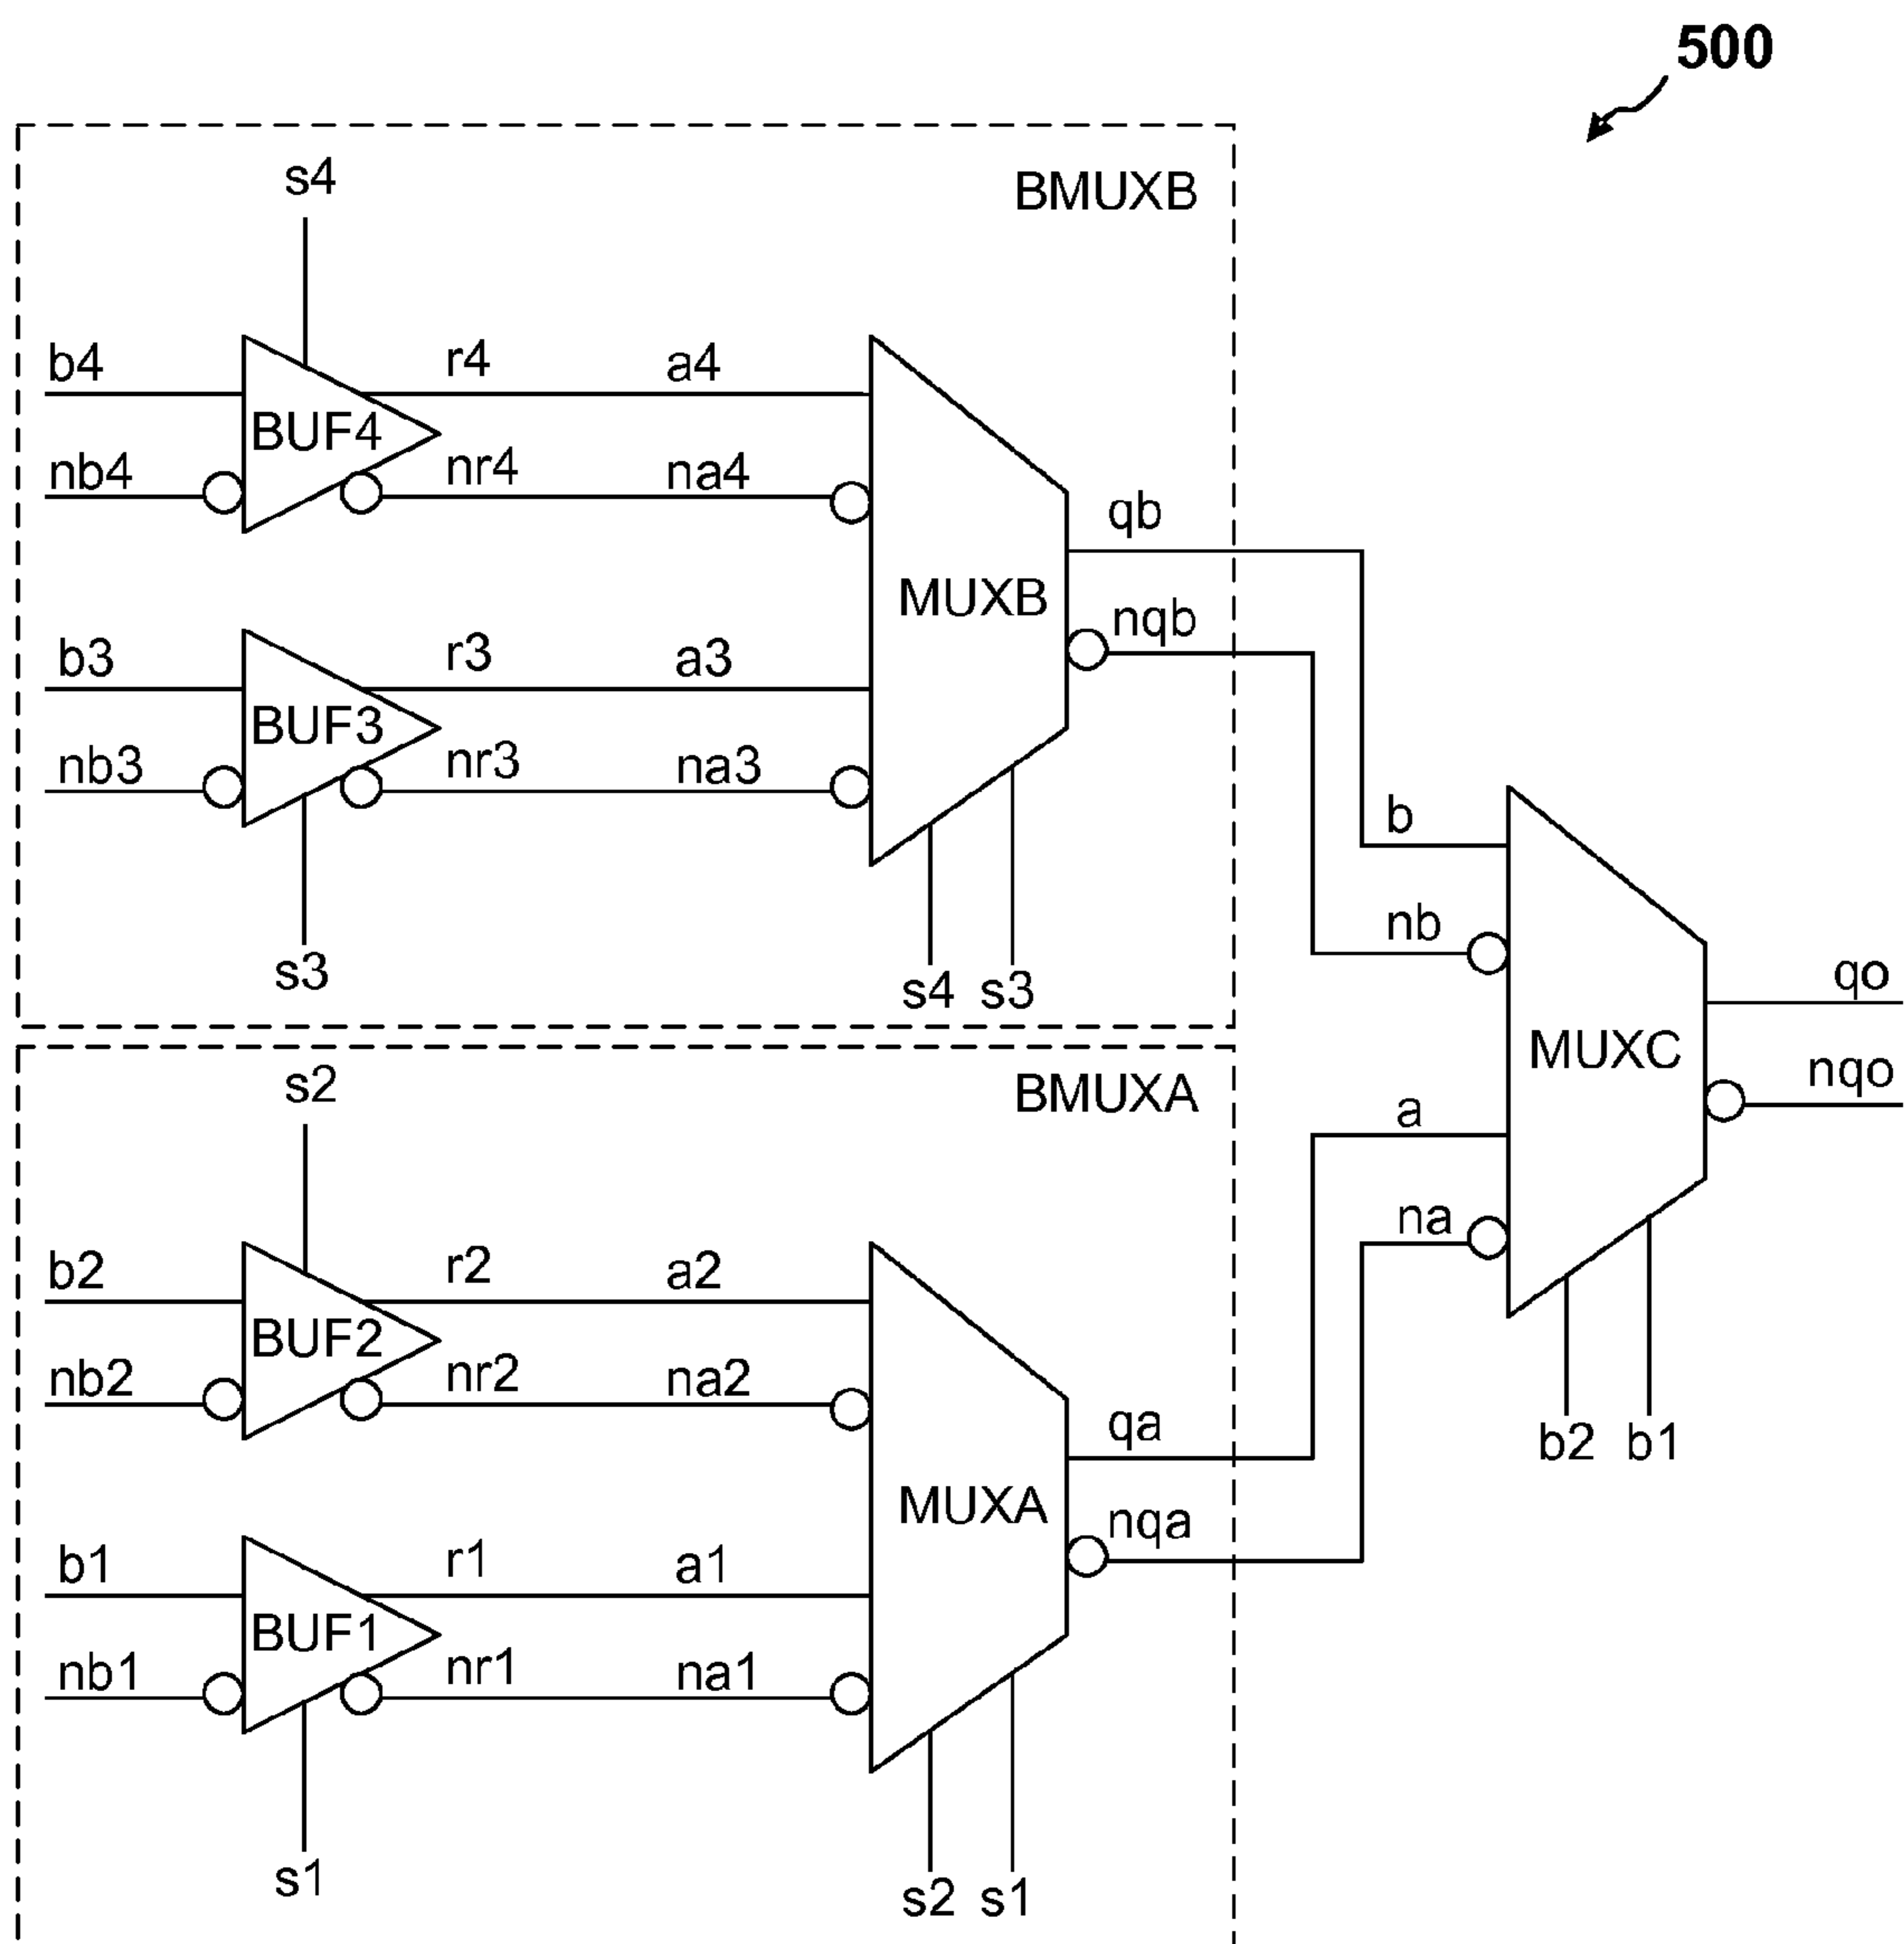 500
s4
BMUXB
b4
r4
a4
BUF4
nb4
nr4
na4
qb
MUXB
nqb
b3
r3
a3
BUF3
nb3
nr3
na3
b
nb
s3
s4
s3
qo
MUXC
nqo
s2
BMUXA
a
na
b2
r2
a2
BUF2
nb2
nr2
na2
qa
b2
b1
MUXA
nqa
b1
r1
a1
BUF1
nb1
nr1
na1
s1
s2
s1